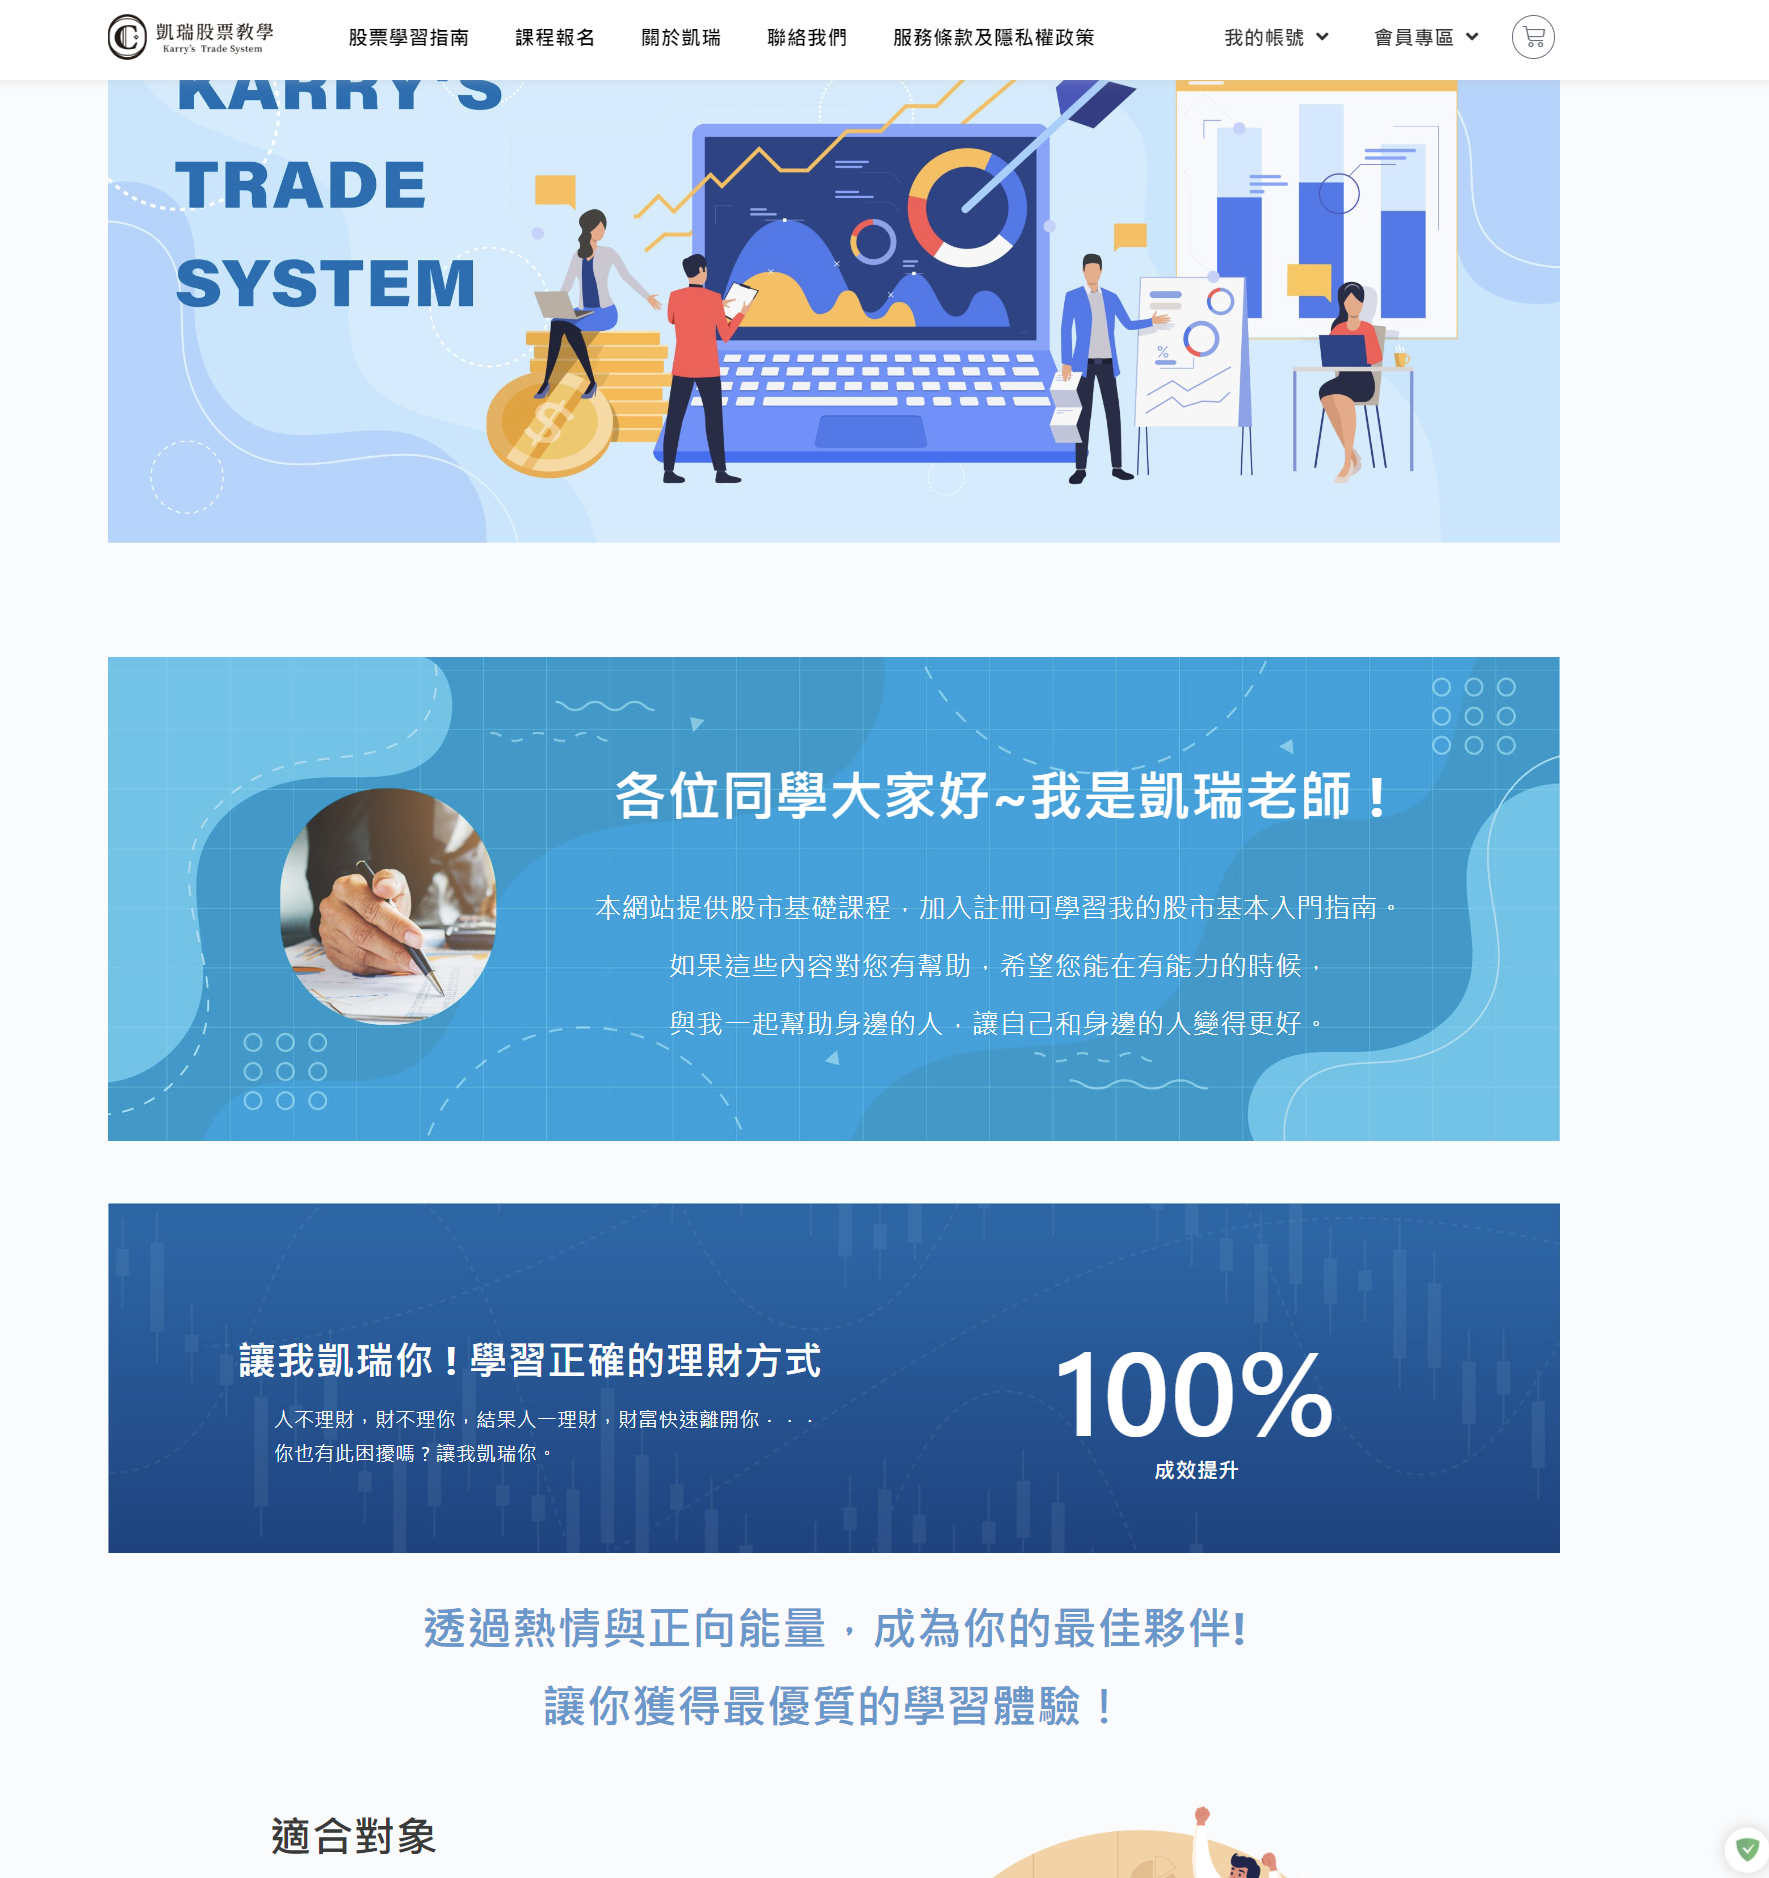 凱瑞股票教學
Karry's Trade System
股票學習指南
課程報名
關於凱瑞
聯絡我們
服務條款及隱私權政策
我的帳號
會員專區
KARRY'S
TRADE
SYSTEM
%
$
各位同學大家好~我是凱瑞老師！
本網站提供股市基礎課程，加入註冊可學習我的股市基本入門指南。
如果這些內容對您有幫助，希望您能在有能力的時候，
與我一起幫助身邊的人，讓自己和身邊的人變得更好。
讓我凱瑞你！學習正確的理財方式
人不理財，財不理你，結果人一理財，財富快速離開你．．．
你也有此困擾嗎？讓我凱瑞你。
100%
成效提升
透過熱情與正向能量，成為你的最佳夥伴!
讓你獲得最優質的學習體驗！
適合對象